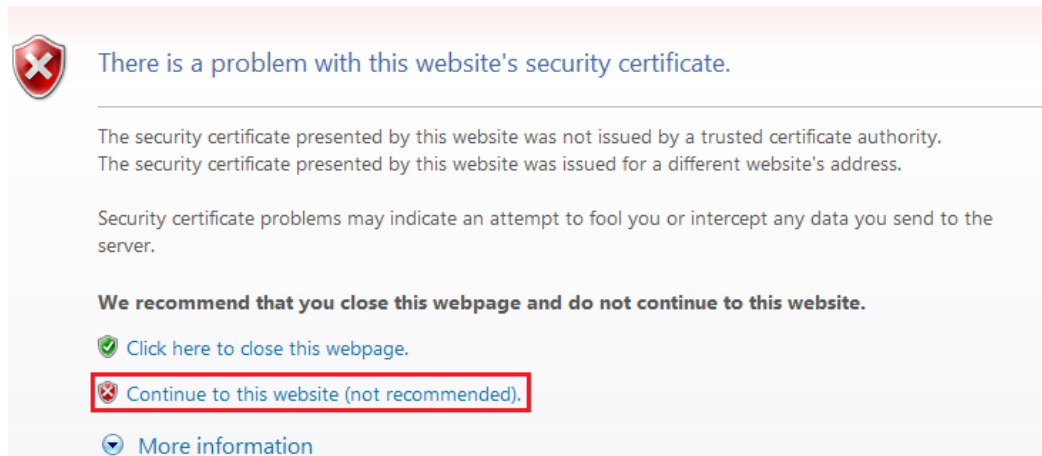 There is a problem with this website's security certificate.
The security certificate presented by this website was not issued by a trusted certificate authority.
The security certificate presented by this website was issued for a different website's address.
Security certificate problems may indicate an attempt to fool you or intercept any data you send to the
server.
We recommend that you close this webpage and do not continue to this website.
Click here to close this webpage.
Continue to this website (not recommended).
More information